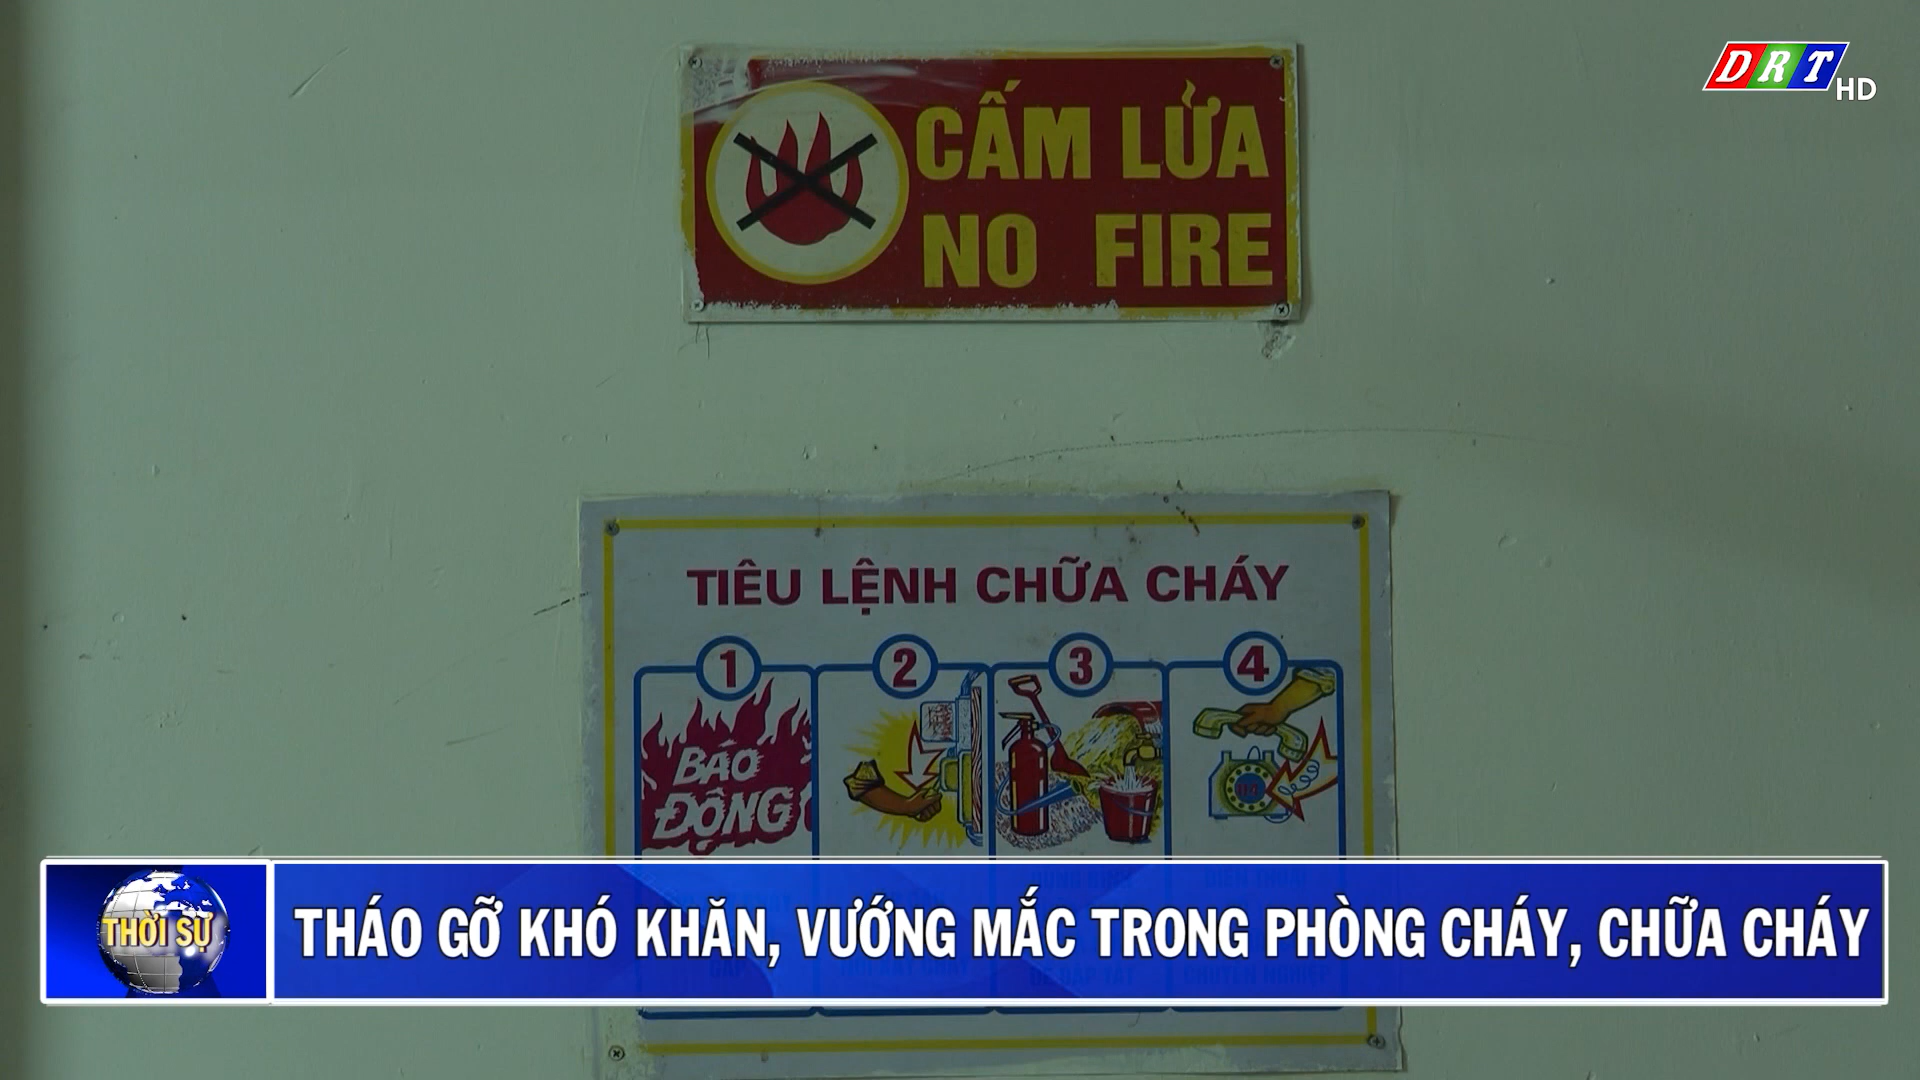 DRT HD
CẤM LỬA
NO FIRE
TIÊU LỆNH CHỮA CHÁY
1 2 3 4
BÁO
ĐỘNG
THỜI SỰ
THÁO GỠ KHÓ KHĂN, VƯỚNG MẮC TRONG PHÒNG CHÁY, CHỮA CHÁY